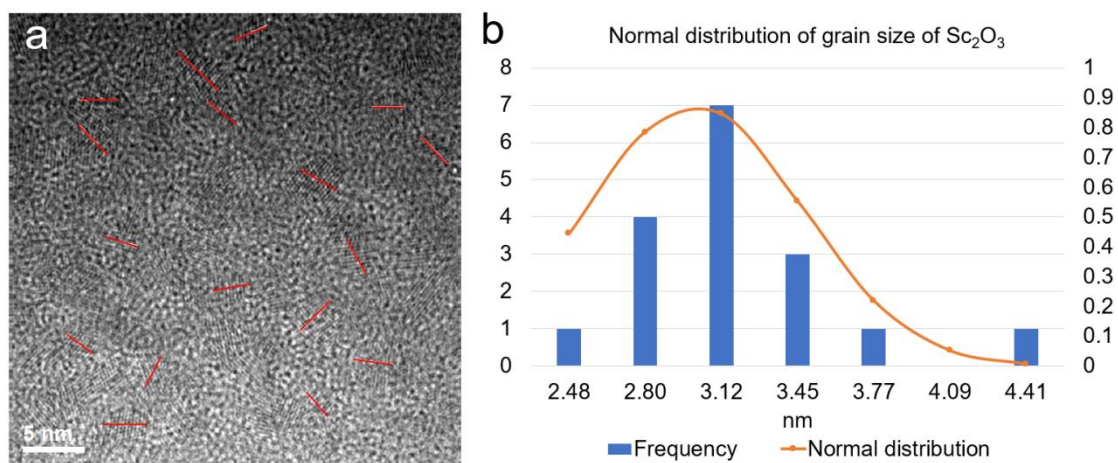 a
5 nm
b
Normal distribution of grain size of Sc₂O₃
8
7
6
5
4
3
2
1
0
1
0.9
0.8
0.7
0.6
0.5
0.4
0.3
0.2
0.1
0
2.48 2.80 3.12 3.45 3.77 4.09 4.41
nm
Frequency Normal distribution